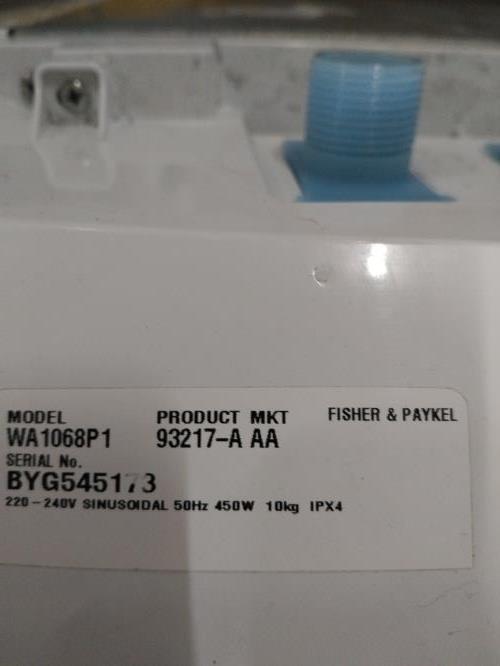 MODEL PRODUCT MKT FISHER & PAYKEL
WA1068P1 93217-A AA
SERIAL No.
BYG545173
220-240V SINUSOIDAL 50Hz 450W 10kg IPX4